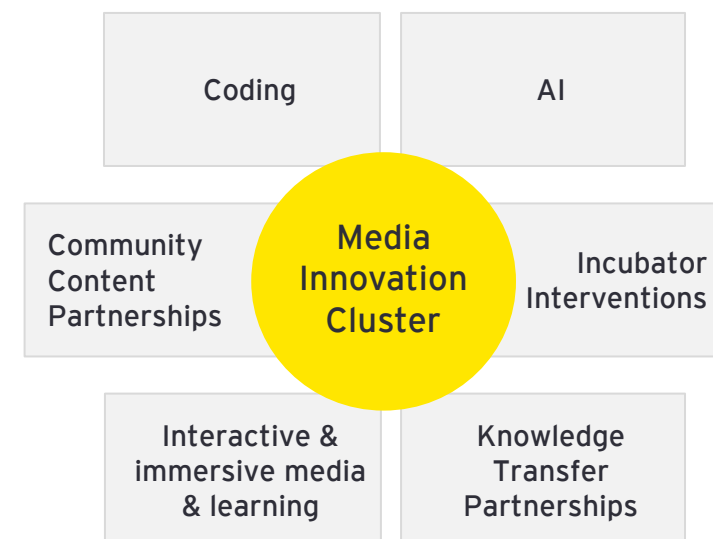 Coding
AI
Community
Content
Partnerships
Media
Innovation
Cluster
Incubator
Interventions
Interactive &
immersive media
& learning
Knowledge
Transfer
Partnerships